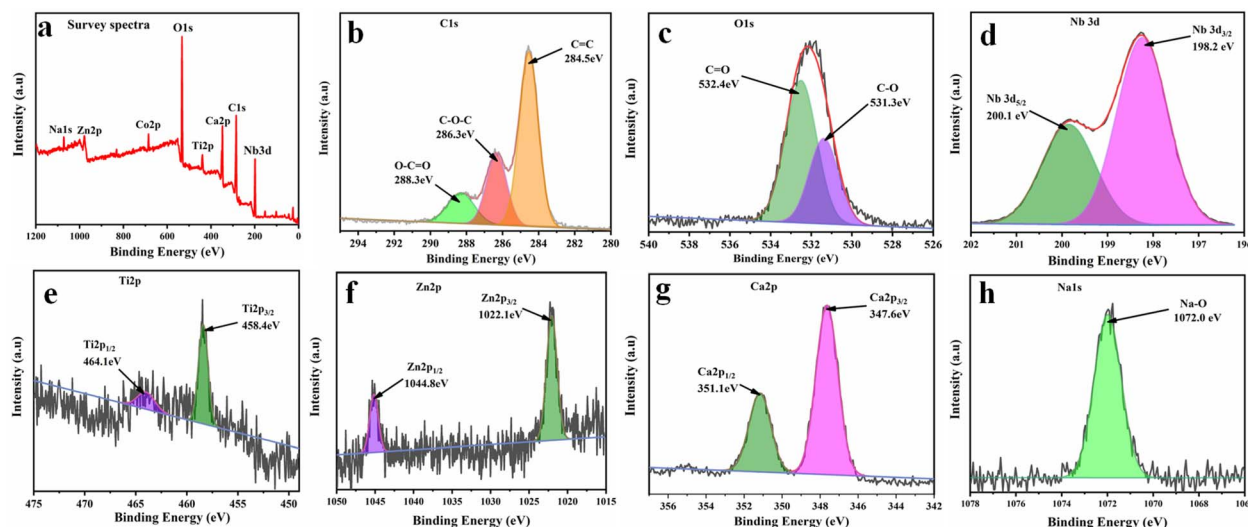 a
Survey spectra
O1s
Na1s
Zn2p
Co2p
Ti2p
Ca2p
C1s
Nb3d
Intensity (a.u)
1200 1000 800 600 400 200 0
Binding Energy (eV)
b
C1s
C=C
284.5eV
C-O-C
286.3eV
O-C=O
288.3eV
Intensity (a.u)
294 292 290 288 286 284 282 280
Binding Energy (eV)
c
O1s
C=O
532.4eV
C-O
531.3eV
Intensity (a.u)
540 538 536 534 532 530 528 526
Binding Energy (eV)
d
Nb 3d
Nb 3d3/2
198.2 eV
Nb 3d5/2
200.1 eV
Intensity (a.u)
202 201 200 199 198 197 196
Binding Energy (eV)
e
Ti2p
Ti2p3/2
458.4eV
Ti2p1/2
464.1eV
Intensity (a.u)
475 470 465 460 455 450
Binding Energy (eV)
f
Zn2p
Zn2p3/2
1022.1eV
Zn2p1/2
1044.8eV
Intensity (a.u)
1050 1045 1040 1035 1030 1025 1020 1015
Binding Energy (eV)
g
Ca2p
Ca2p3/2
347.6eV
Ca2p1/2
351.1eV
Intensity (a.u)
356 354 352 350 348 346 344 342
Binding Energy (eV)
h
Na1s
Na-O
1072.0 eV
Intensity (a.u)
1078 1076 1074 1072 1070 1068
Binding Energy (eV)